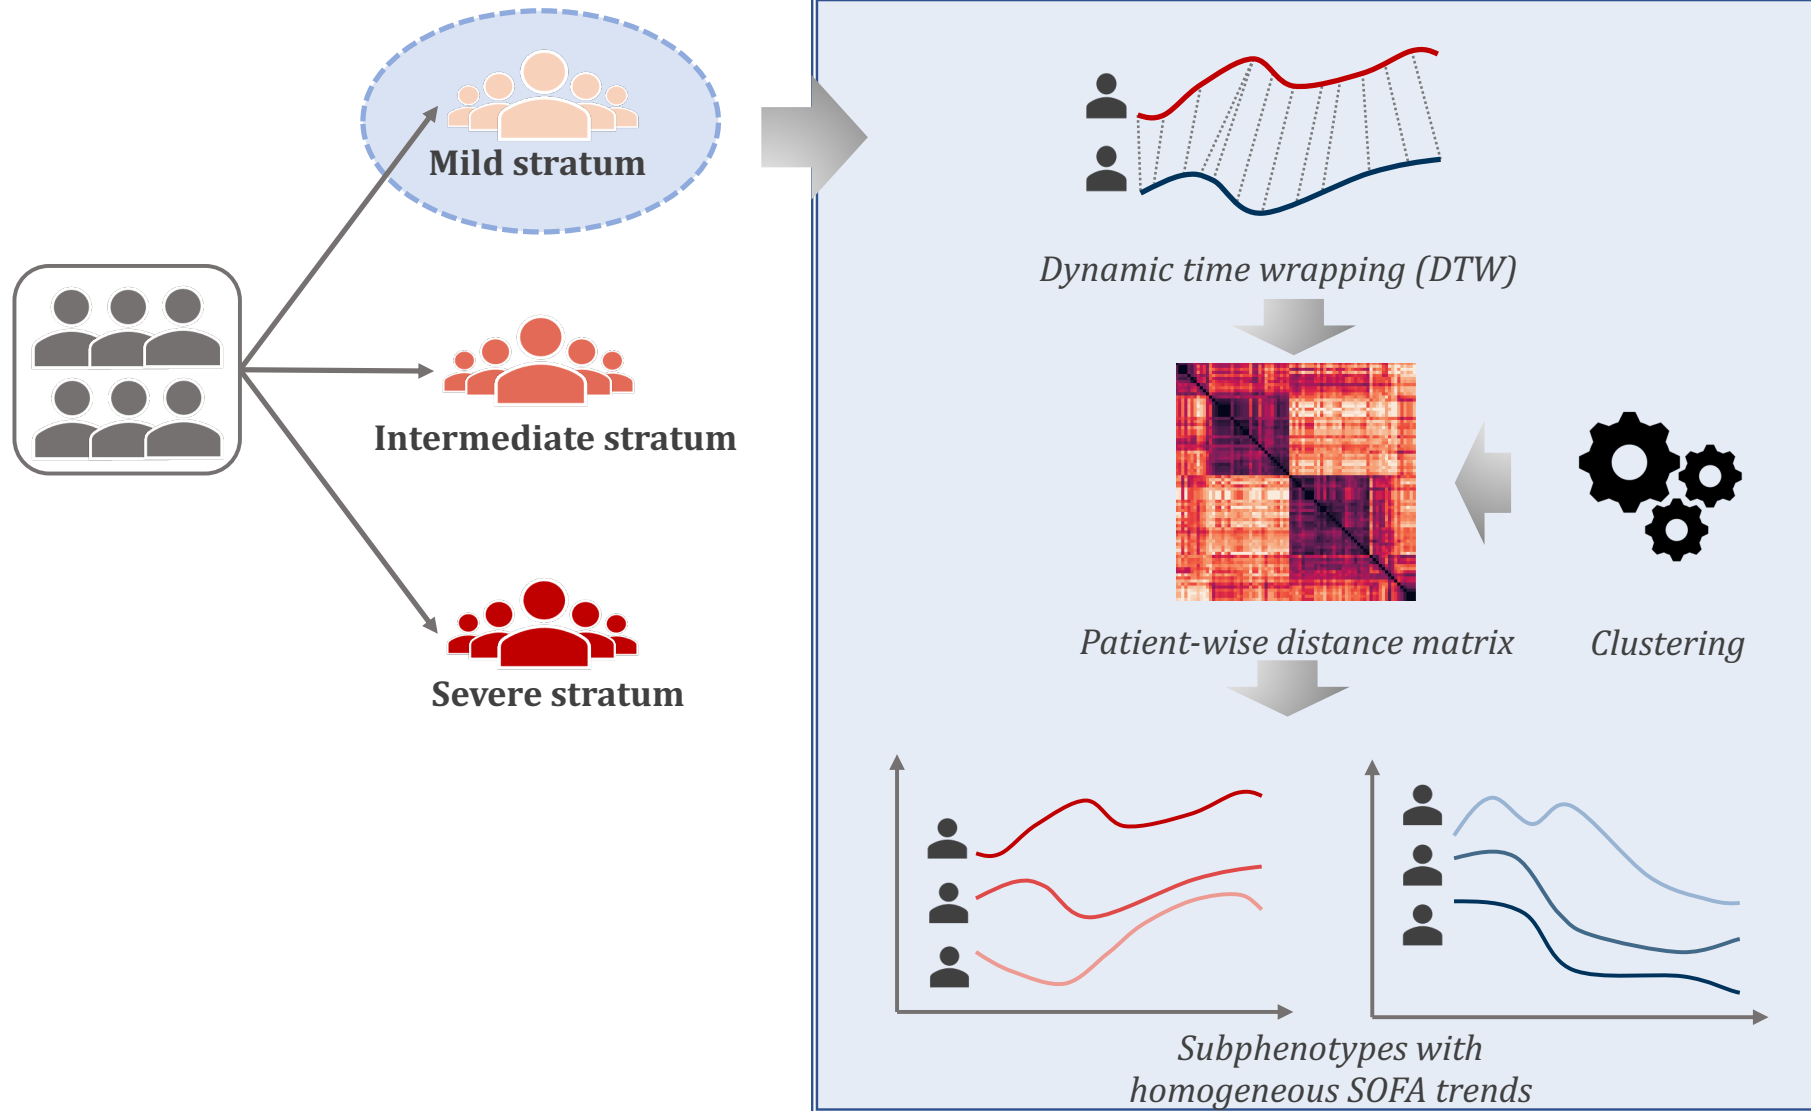 Mild stratum
Intermediate stratum
Severe stratum
Dynamic time wrapping (DTW)
Patient-wise distance matrix
Clustering
Subphenotypes with
homogeneous SOFA trends